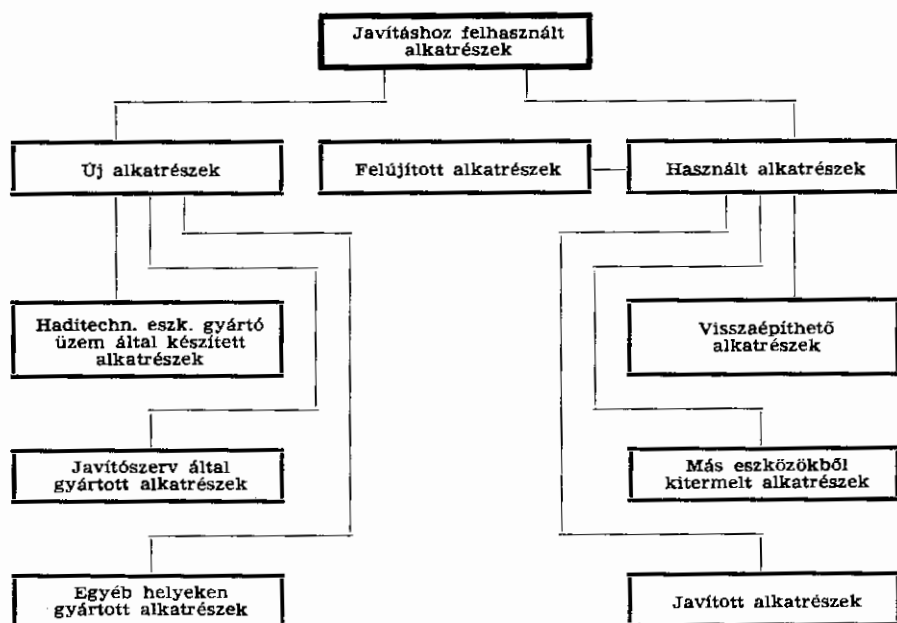 Javításhoz felhasznált
alkatrészek
Új alkatrészek
Felújított alkatrészek
Használt alkatrészek
Haditechn. eszk. gyártó
üzem által készített
alkatrészek
Visszaépíthető
alkatrészek
Javítószerv által
gyártott alkatrészek
Más eszközökből
kitermelt alkatrészek
Egyéb helyeken
gyártott alkatrészek
Javított alkatrészek